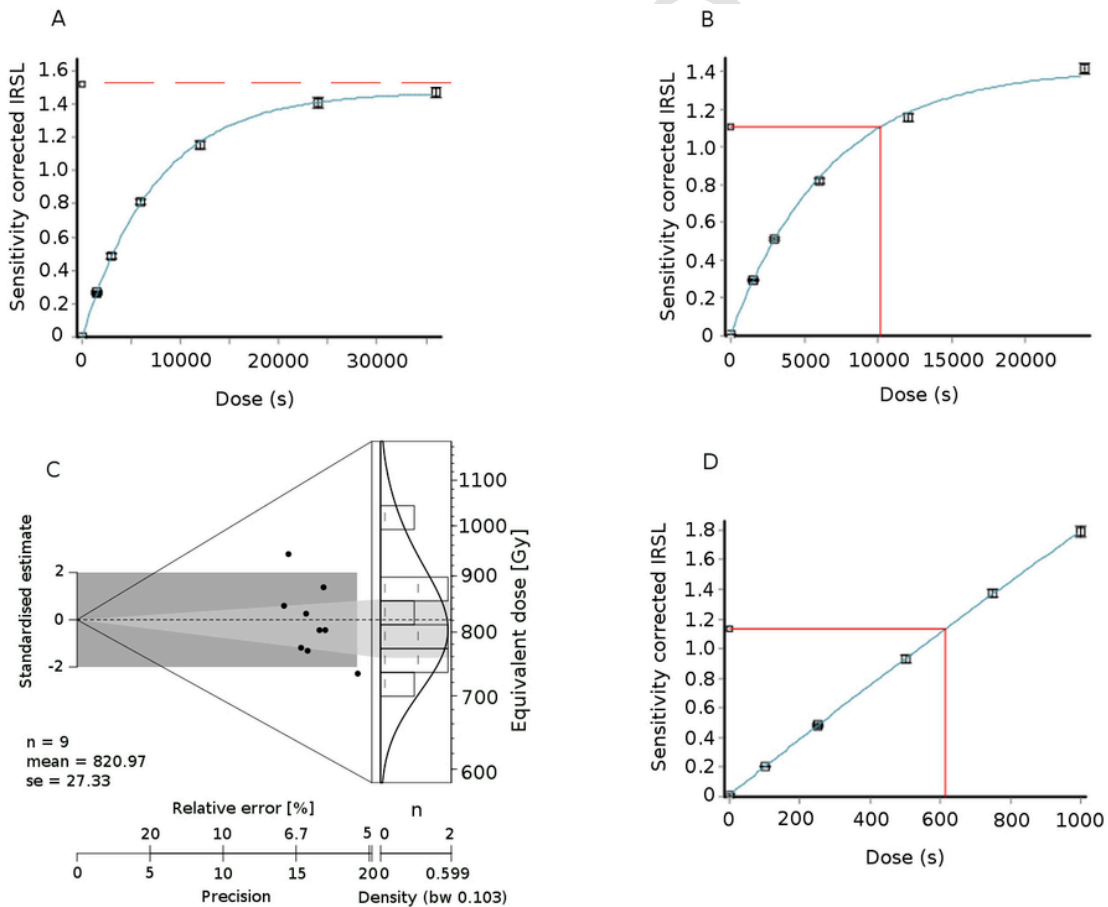 A
Sensitivity corrected IRSL
1.6
1.4
1.2
1.0
0.8
0.6
0.4
0.2
0
0 10000 20000 30000
Dose (s)
B
Sensitivity corrected IRSL
1.4
1.2
1.0
0.8
0.6
0.4
0.2
0
0 5000 10000 15000 20000
Dose (s)
C
Standardised estimate
2
0
-2
1100
1000
900
800
700
600
Equivalent dose [Gy]
n = 9
mean = 820.97
se = 27.33
Relative error [%]
20 10 6.7 5
0 5 10 15 20
Precision
n
0 2
0 0.599
Density (bw 0.103)
D
Sensitivity corrected IRSL
1.8
1.6
1.4
1.2
1.0
0.8
0.6
0.4
0.2
0
0 200 400 600 800 1000
Dose (s)